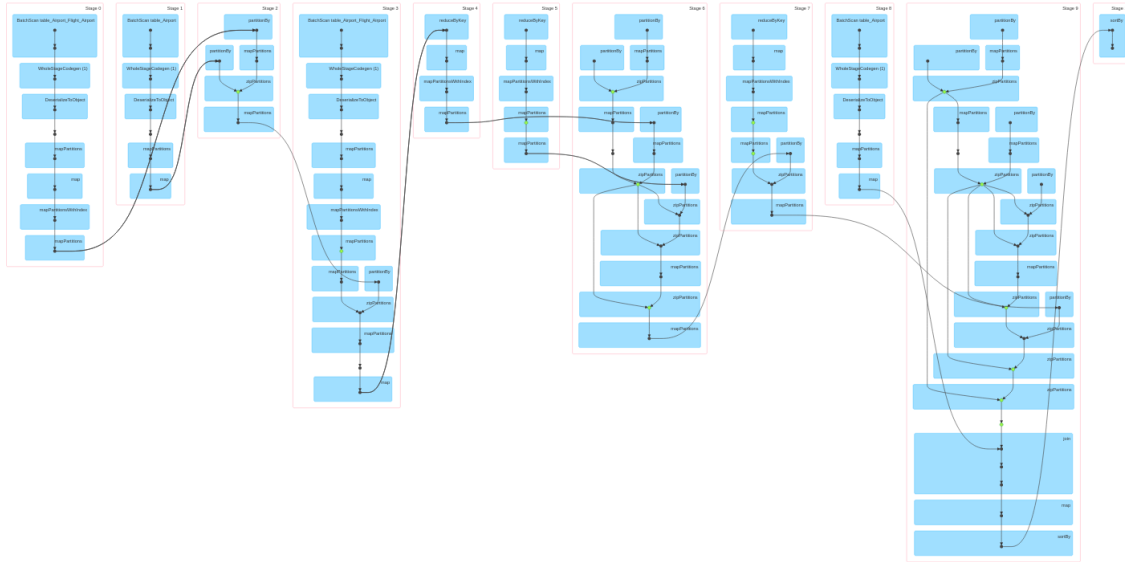 Stage 0
BatchScan table_Airport_Flight_Airport
WholeStageCodegen (1)
DeserializeToObject
mapPartitions
map
mapPartitionsWithIndex
mapPartitions
Stage 1
BatchScan table_Airport
WholeStageCodegen (1)
DeserializeToObject
mapPartitions
map
Stage 2
partitionBy
partitionBy
mapPartitions
zipPartitions
mapPartitions
Stage 3
BatchScan table_Airport_Flight_Airport
WholeStageCodegen (1)
DeserializeToObject
mapPartitions
map
mapPartitionsWithIndex
mapPartitions
mapPartitions
partitionBy
zipPartitions
mapPartitions
map
Stage 4
reduceByKey
map
mapPartitionsWithIndex
mapPartitions
Stage 5
reduceByKey
map
mapPartitionsWithIndex
mapPartitions
mapPartitions
Stage 6
partitionBy
partitionBy
mapPartitions
zipPartitions
mapPartitions
partitionBy
mapPartitions
zipPartitions
partitionBy
zipPartitions
zipPartitions
mapPartitions
zipPartitions
mapPartitions
Stage 7
reduceByKey
map
mapPartitionsWithIndex
mapPartitions
mapPartitions
partitionBy
zipPartitions
mapPartitions
Stage 8
BatchScan table_Airport
WholeStageCodegen (1)
DeserializeToObject
mapPartitions
map
Stage 9
partitionBy
partitionBy
mapPartitions
zipPartitions
mapPartitions
partitionBy
mapPartitions
zipPartitions
partitionBy
zipPartitions
zipPartitions
mapPartitions
zipPartitions
partitionBy
zipPartitions
zipPartitions
zipPartitions
join
map
sortBy
Stage
sortBy